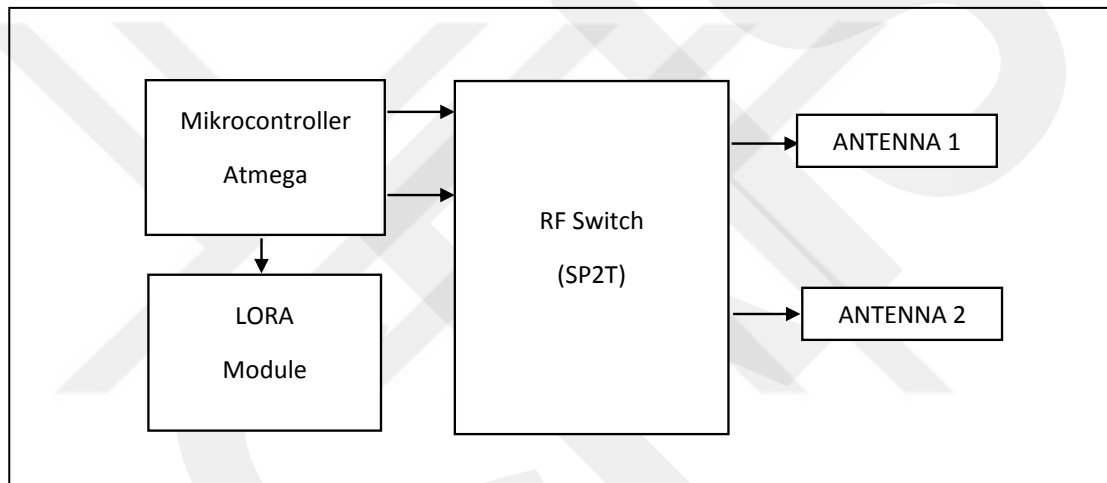 Mikrocontroller
Atmega
LORA
Module
RF Switch
(SP2T)
ANTENNA 1
ANTENNA 2